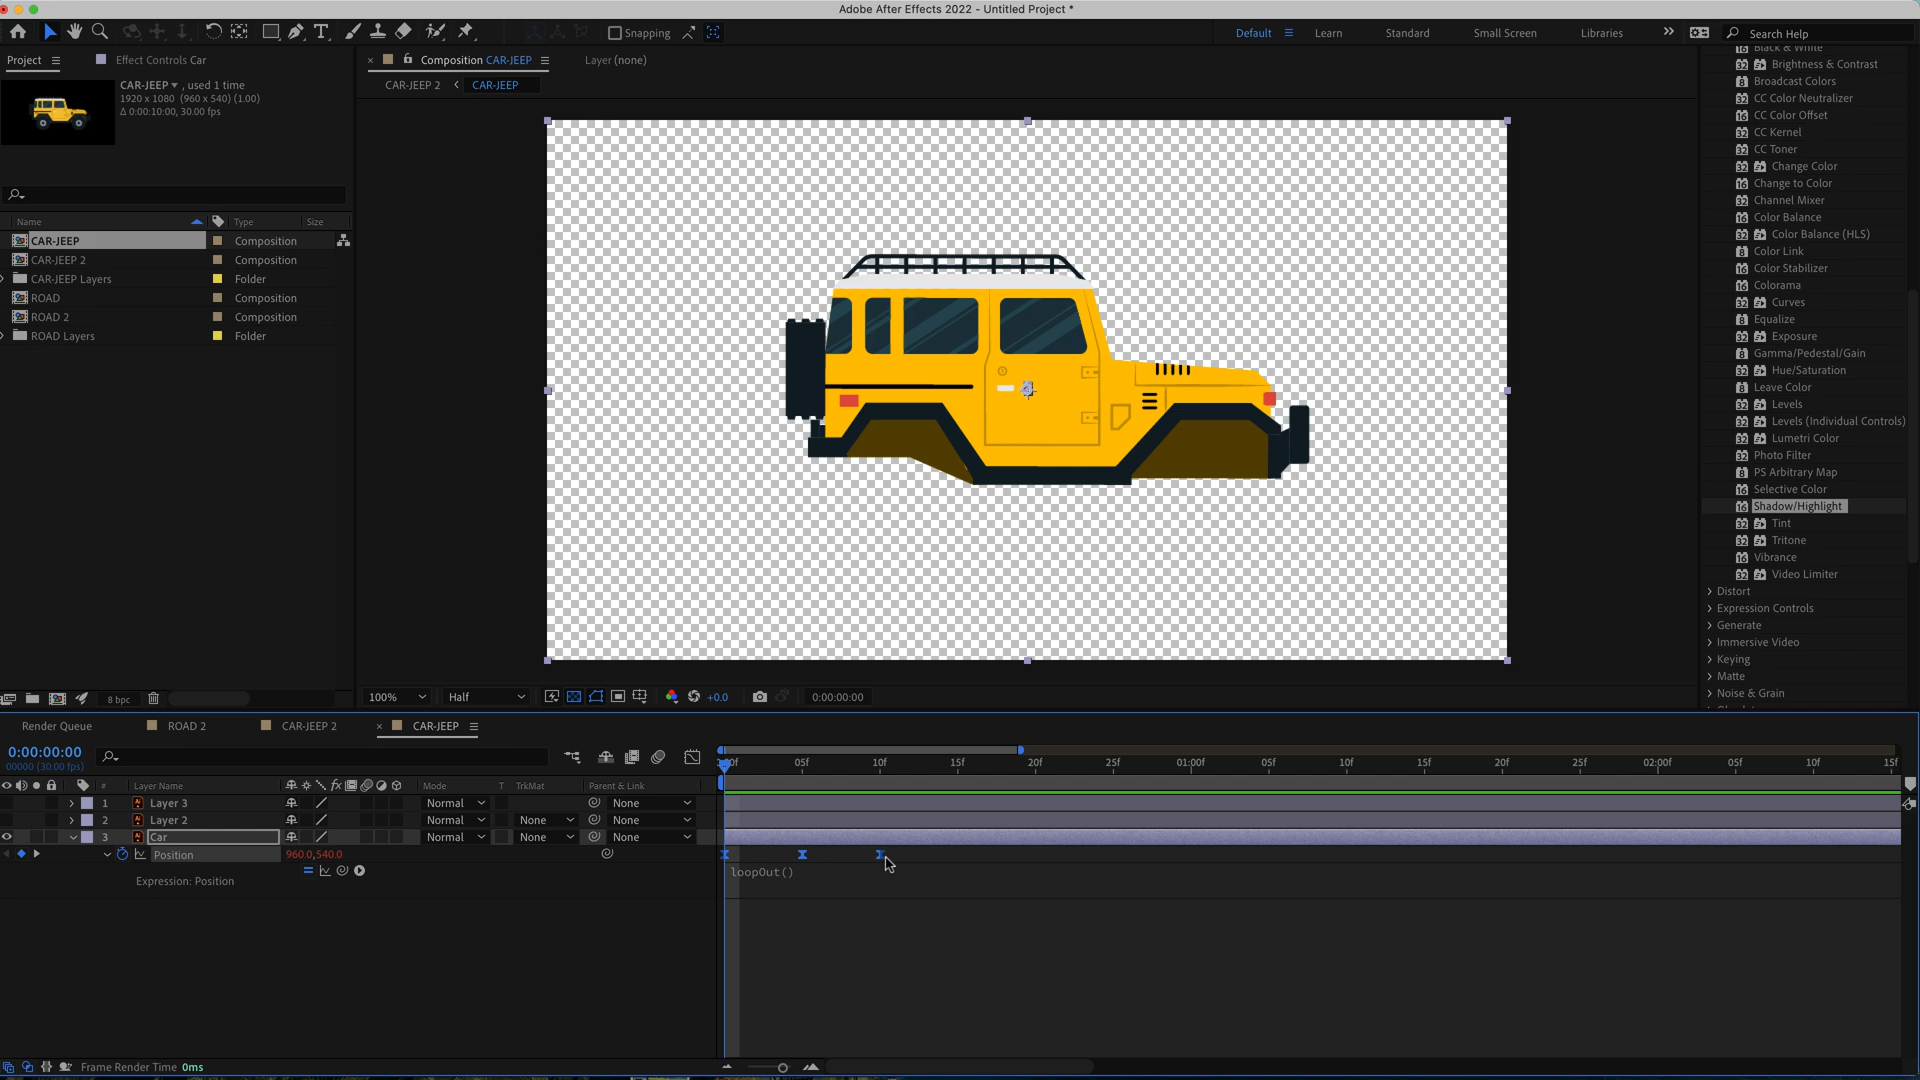 Adobe After Effects 2022 - Untitled Project *
Snapping
Default
Learn
Standard
Small Screen
Libraries
Search Help
Project
Effect Controls Car
CAR-JEEP , used 1 time
1920 x 1080 (960 x 540) (1.00)
Δ 0:00:10:00, 30.00 fps
Name Type Size
CAR-JEEP Composition
CAR-JEEP 2 Composition
CAR-JEEP Layers Folder
ROAD Composition
ROAD 2 Composition
ROAD Layers Folder
8 bpc
Composition CAR-JEEP
Layer (none)
CAR-JEEP 2 CAR-JEEP
100% Half +0.0 0:00:00:00
Black & White
Brightness & Contrast
Broadcast Colors
CC Color Neutralizer
CC Color Offset
CC Kernel
CC Toner
Change Color
Change to Color
Channel Mixer
Color Balance
Color Balance (HLS)
Color Link
Color Stabilizer
Colorama
Curves
Equalize
Exposure
Gamma/Pedestal/Gain
Hue/Saturation
Leave Color
Levels
Levels (Individual Controls)
Lumetri Color
Photo Filter
PS Arbitrary Map
Selective Color
Shadow/Highlight
Tint
Tritone
Vibrance
Video Limiter
Distort
Expression Controls
Generate
Immersive Video
Keying
Matte
Noise & Grain
Render Queue
ROAD 2
CAR-JEEP 2
CAR-JEEP
0:00:00:00
00000 (30.00 fps)
05f 10f 15f 20f 25f 01:00f 05f 10f 15f 20f 25f 02:00f 05f 10f 15f
# Layer Name Mode T TrkMat Parent & Link
1 Layer 3 Normal None
2 Layer 2 Normal None None
3 Car Normal None None
Position 960.0,540.0
Expression: Position
loopOut()
Frame Render Time 0ms